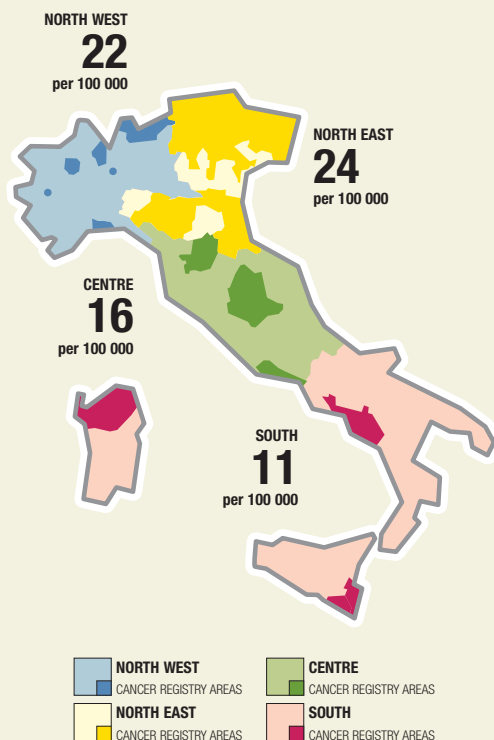 NORTH WEST
22
per 100 000
NORTH EAST
24
per 100 000
CENTRE
16
per 100 000
SOUTH
11
per 100 000
NORTH WEST
CANCER REGISTRY AREAS
CENTRE
CANCER REGISTRY AREAS
NORTH EAST
CANCER REGISTRY AREAS
SOUTH
CANCER REGISTRY AREAS